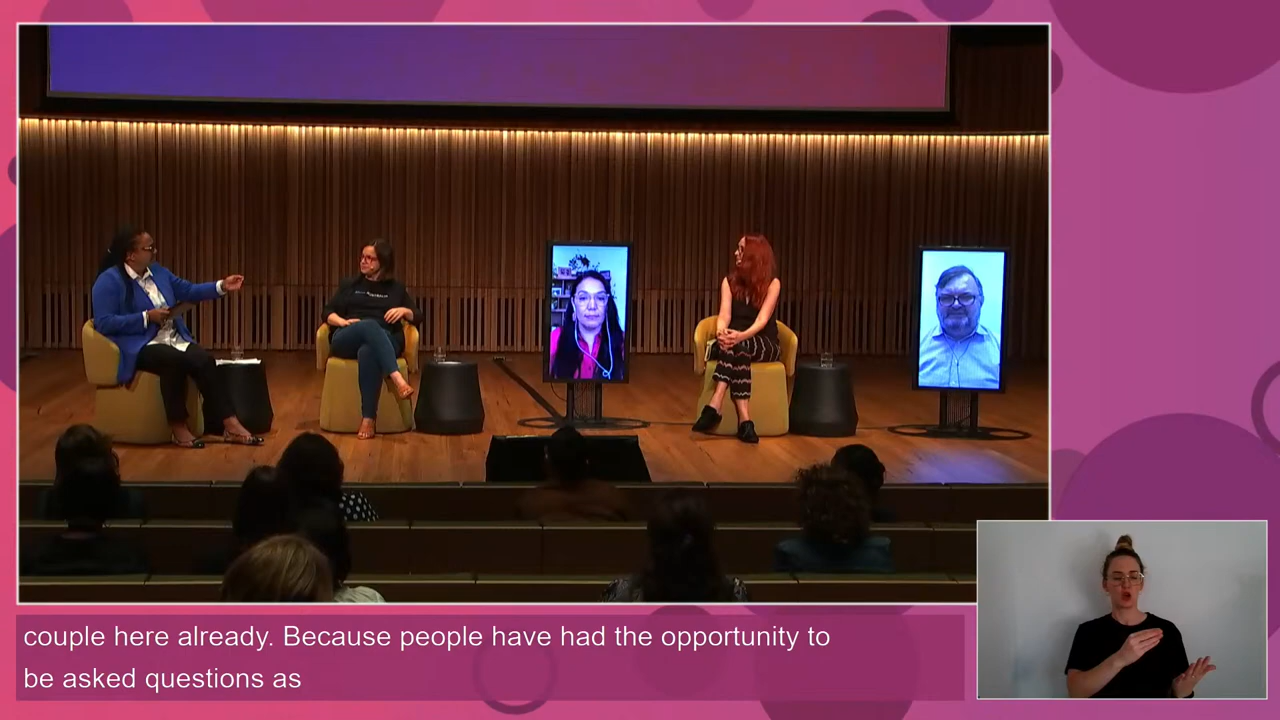 couple here already. Because people have had the opportunity to
be asked questions as